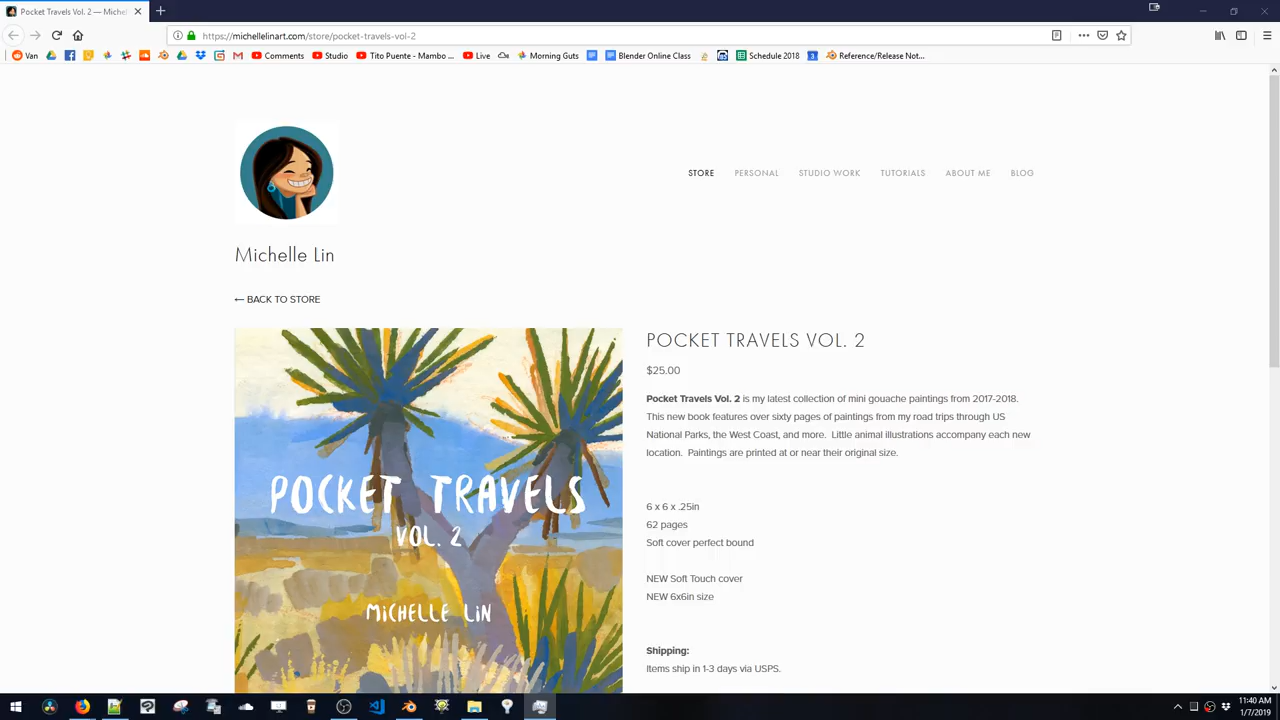 Pocket Travels Vol. 2 — Michel
https://michellelinart.com/store/pocket-travels-vol-2
Van
Comments
Studio
Tito Puente - Mambo ...
Live
Morning Guts
Blender Online Class
Schedule 2018
Reference/Release Not...
STORE
PERSONAL
STUDIO WORK
TUTORIALS
ABOUT ME
BLOG
Michelle Lin
← BACK TO STORE
POCKET TRAVELS
VOL. 2
MICHELLE LIN
POCKET TRAVELS VOL. 2
$25.00
Pocket Travels Vol. 2 is my latest collection of mini gouache paintings from 2017-2018.
This new book features over sixty pages of paintings from my road trips through US
National Parks, the West Coast, and more. Little animal illustrations accompany each new
location. Paintings are printed at or near their original size.
6 x 6 x .25in
62 pages
Soft cover perfect bound
NEW Soft Touch cover
NEW 6x6in size
Shipping:
Items ship in 1-3 days via USPS.
11:40 AM
1/7/2019